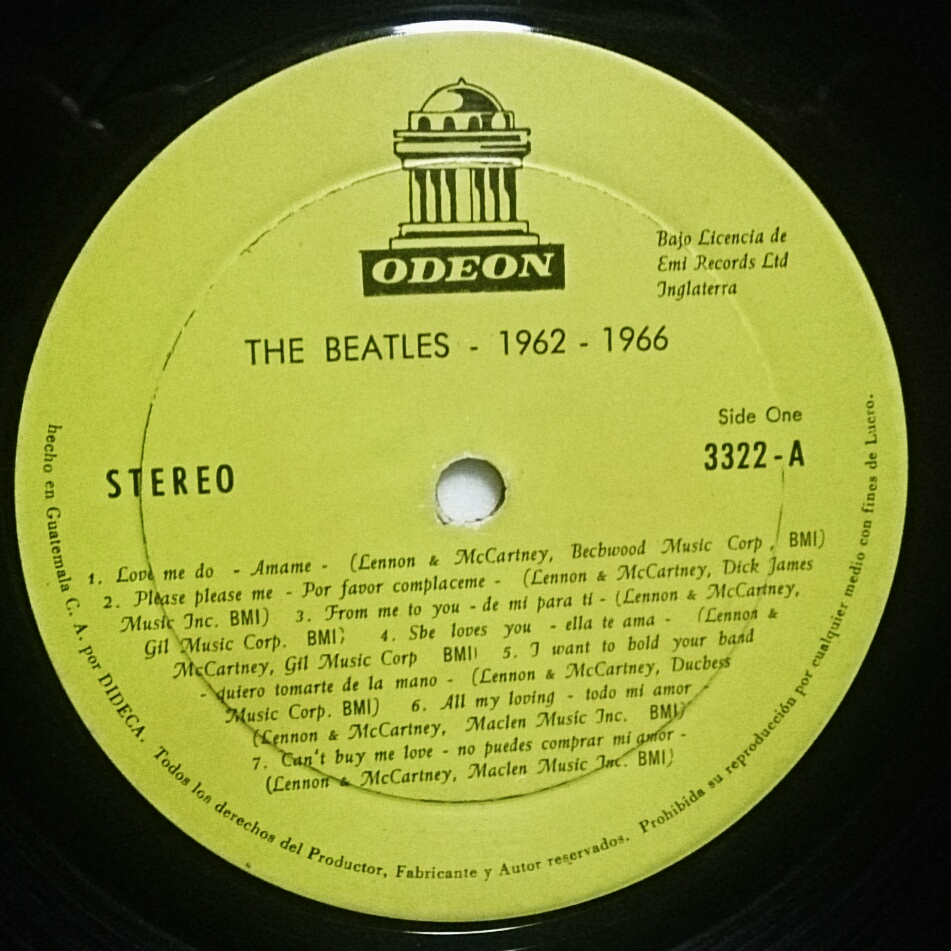 ODEON
Bajo Licencia de
Emi Records Ltd
Inglaterra
THE BEATLES - 1962 - 1966
Side One
3322-A
STEREO
1. Love me do - Amame - (Lennon & McCartney, Becbwood Music Corp, BMI)
2. Please please me - Por favor complaceme - (Lennon & McCartney, Dick James
Music Inc. BMI) 3. From me to you - de mi para ti - (Lennon & McCartney,
Gil Music Corp. BMI) 4. She loves you - ella te ama - (Lennon &
McCartney, Gil Music Corp BMI) 5. I want to hold your band
- quiero tomarte de la mano - (Lennon & McCartney, Duchess
Music Corp. BMI) 6. All my loving - todo mi amor
(Lennon & McCartney, Maclen Music Inc. BMI)
7. Can't buy me love - no puedes comprar mi amor -
(Lennon & McCartney, Maclen Music Inc. BMI)
hecho en Guatemala C. A. por DIDECA. Todos los derechos del Productor, Fabricante y Autor reservados. Prohibida su reproducción por cualquier medio con fines de Lucro.